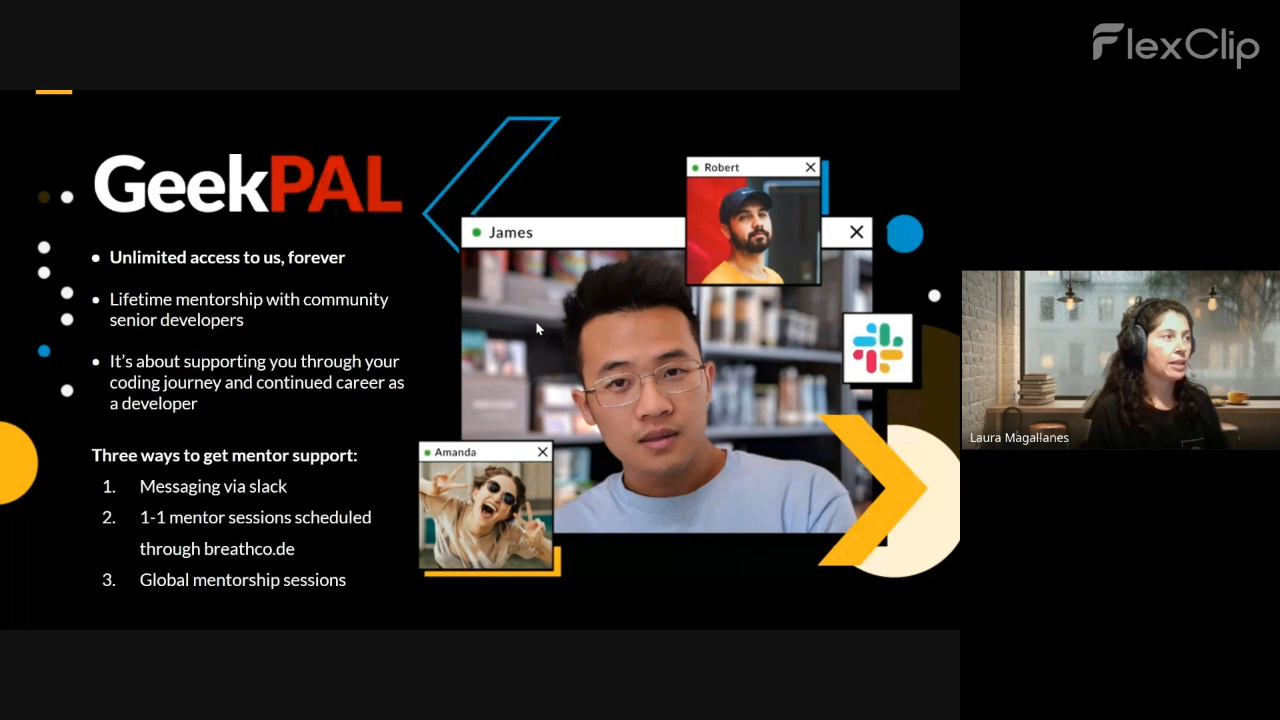 FlexClip
GeekPAL
Robert
James
Unlimited access to us, forever
Lifetime mentorship with community
senior developers
It's about supporting you through your
coding journey and continued career as
a developer
Laura Magallanes
Amanda
Three ways to get mentor support:
1. Messaging via slack
2. 1-1 mentor sessions scheduled
through breathco.de
3. Global mentorship sessions